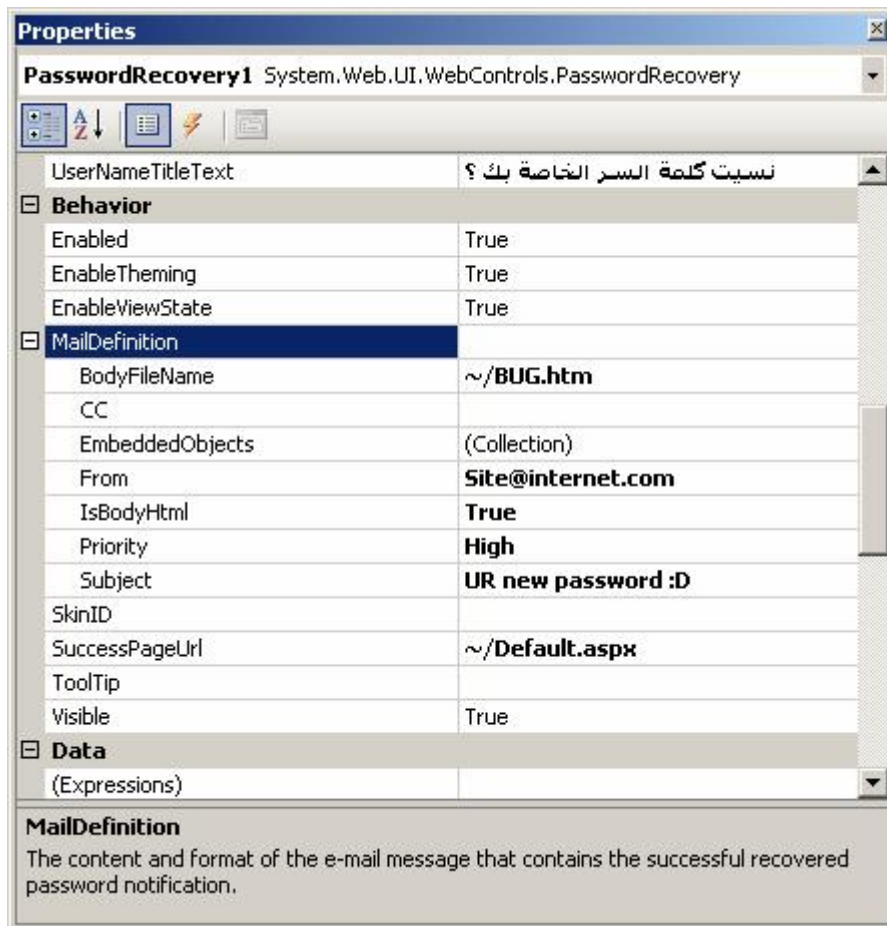 Properties
PasswordRecovery1 System.Web.UI.WebControls.PasswordRecovery
UserNameTitleText نسيت كلمة السر الخاصة بك ؟
Behavior
Enabled True
EnableTheming True
EnableViewState True
MailDefinition
BodyFileName ~/BUG.htm
CC
EmbeddedObjects (Collection)
From Site@internet.com
IsBodyHtml True
Priority High
Subject UR new password :D
SkinID
SuccessPageUrl ~/Default.aspx
ToolTip
Visible True
Data
(Expressions)
MailDefinition
The content and format of the e-mail message that contains the successful recovered
password notification.